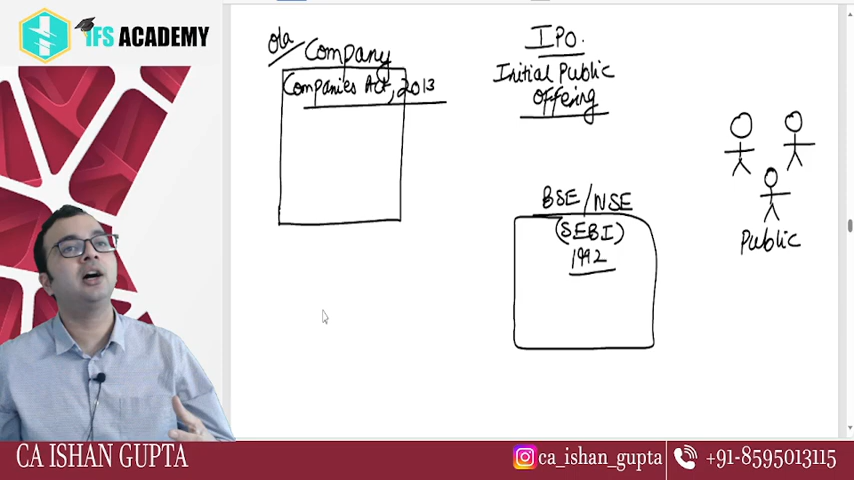 IFS ACADEMY
Ola
Company
Companies Act, 2013
IPO.
Initial Public
Offering
BSE/NSE
(SEBI)
1992
Public
CA ISHAN GUPTA
ca_ishan_gupta
+91-8595013115